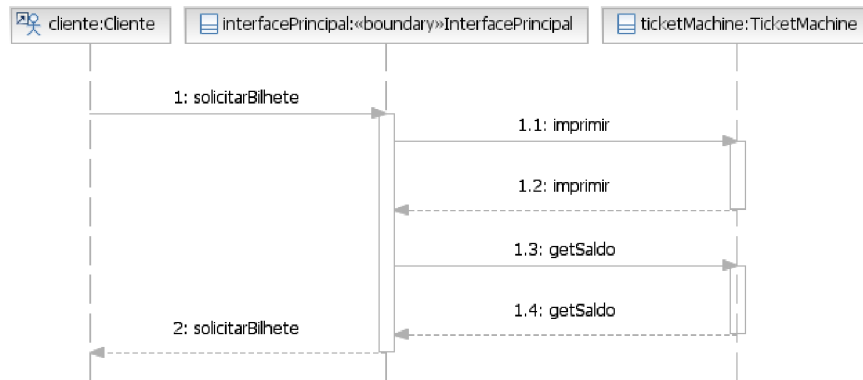 cliente:Cliente
interfacePrincipal:«boundary»InterfacePrincipal
ticketMachine:TicketMachine
1: solicitarBilhete
1.1: imprimir
1.2: imprimir
1.3: getSaldo
1.4: getSaldo
2: solicitarBilhete